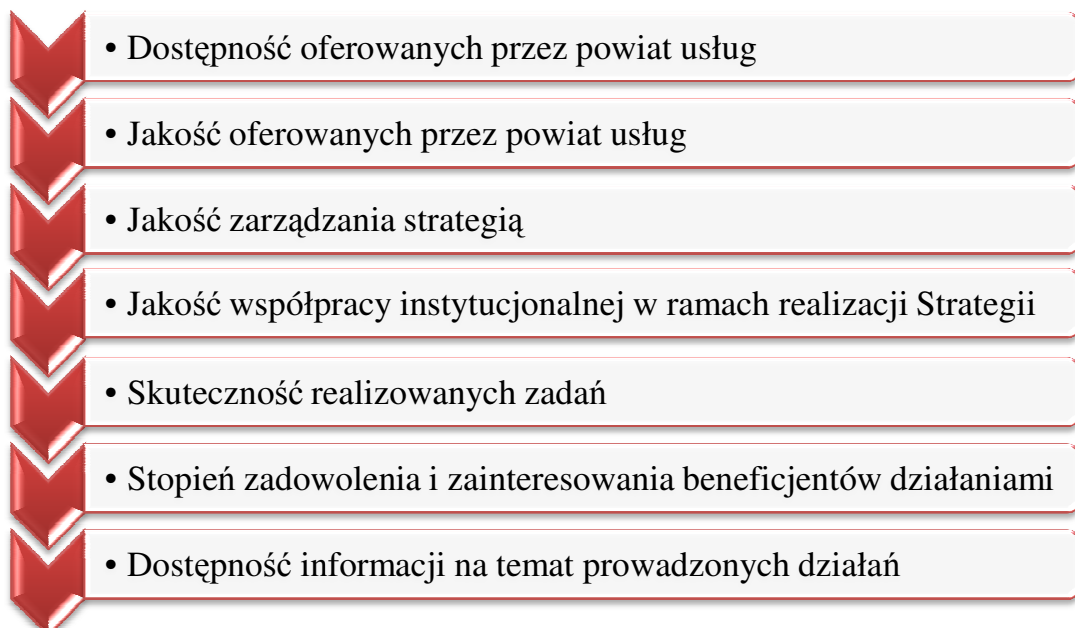 • Dostępność oferowanych przez powiat usług
• Jakość oferowanych przez powiat usług
• Jakość zarządzania strategią
• Jakość współpracy instytucjonalnej w ramach realizacji Strategii
• Skuteczność realizowanych zadań
• Stopień zadowolenia i zainteresowania beneficjentów działaniami
• Dostępność informacji na temat prowadzonych działań